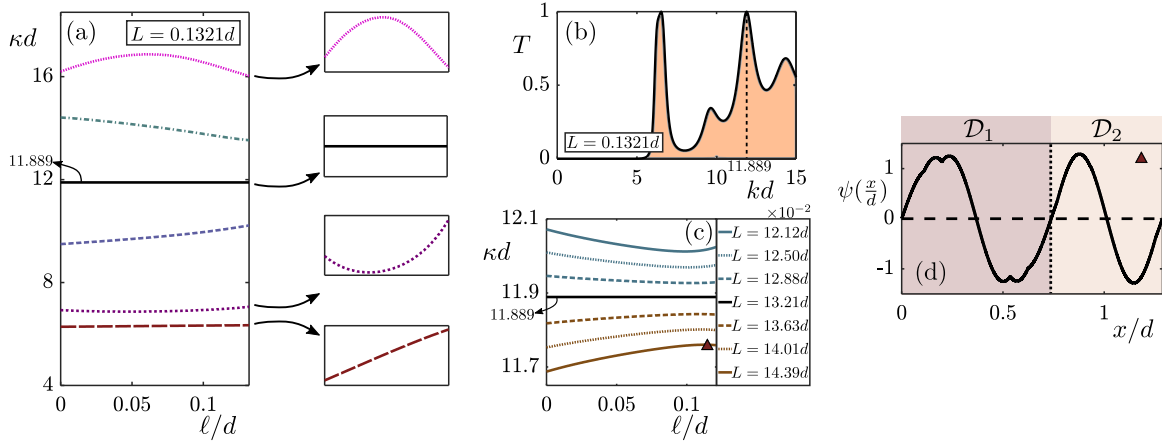 (a)
L = 0.1321d
κd
16
12
8
4
11.889
0
0.05
0.1
ℓ/d
(b)
T
1
0.5
0
L = 0.1321d
11.889
0
5
10
15
kd
×10⁻²
(c)
κd
12.1
11.9
11.7
11.889
L = 12.12d
L = 12.50d
L = 12.88d
L = 13.21d
L = 13.63d
L = 14.01d
L = 14.39d
0
0.05
0.1
ℓ/d
𝒟₁
𝒟₂
ψ(x/d)
1
0
-1
(d)
0
0.5
1
x/d